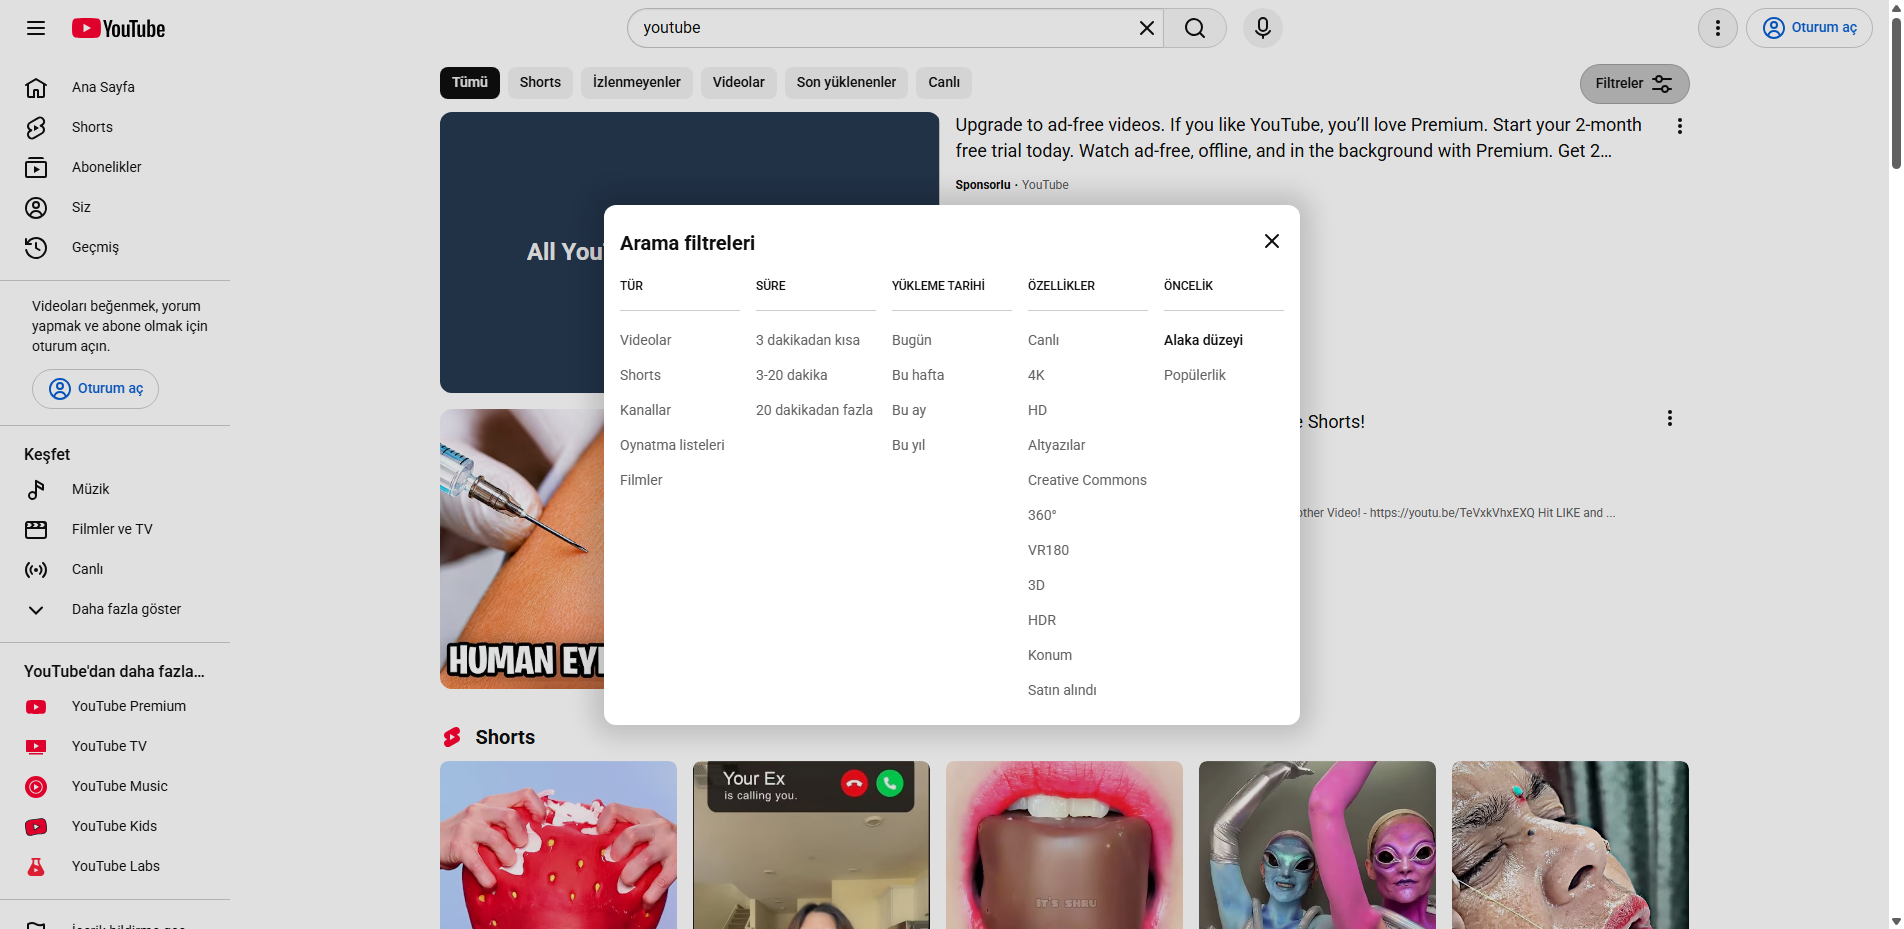 YouTube
youtube
Oturum aç
Ana Sayfa
Shorts
Abonelikler
Siz
Geçmiş
Videoları beğenmek, yorum
yapmak ve abone olmak için
oturum açın.
Oturum aç
Keşfet
Müzik
Filmler ve TV
Canlı
Daha fazla göster
YouTube'dan daha fazla...
YouTube Premium
YouTube TV
YouTube Music
YouTube Kids
YouTube Labs
Tümü
Shorts
İzlenmeyenler
Videolar
Son yüklenenler
Canlı
Filtreler
Upgrade to ad-free videos. If you like YouTube, you’ll love Premium. Start your 2-month
free trial today. Watch ad-free, offline, and in the background with Premium. Get 2...
Sponsorlu · YouTube
All You
Arama filtreleri
TÜR
Videolar
Shorts
Kanallar
Oynatma listeleri
Filmler
SÜRE
3 dakikadan kısa
3-20 dakika
20 dakikadan fazla
YÜKLEME TARİHİ
Bugün
Bu hafta
Bu ay
Bu yıl
ÖZELLİKLER
Canlı
4K
HD
Altyazılar
Creative Commons
360°
VR180
3D
HDR
Konum
Satın alındı
ÖNCELİK
Alaka düzeyi
Popülerlik
Shorts!
other Video! - https://youtu.be/TeVxkVhxEXQ Hit LIKE and ...
HUMAN EYE
Shorts
Your Ex
is calling you.
IT'S SHRU